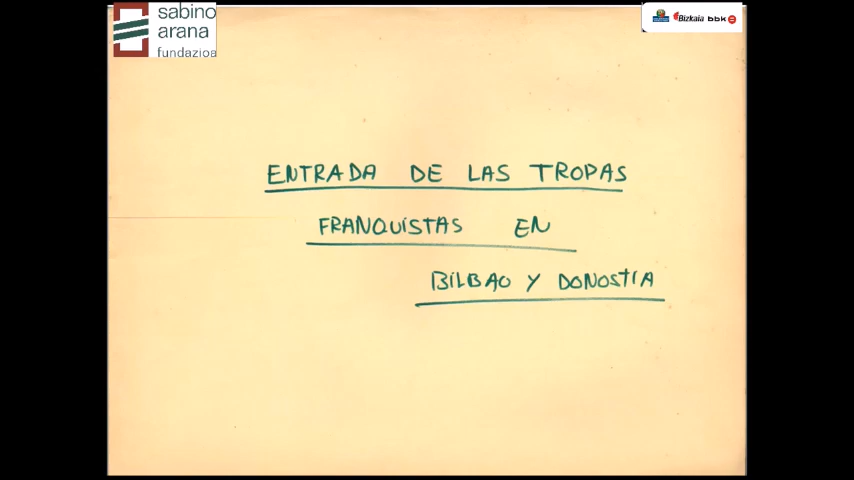 sabino
arana
fundazioa
Bizkaia bbk
ENTRADA DE LAS TROPAS
FRANQUISTAS EN
BILBAO Y DONOSTIA